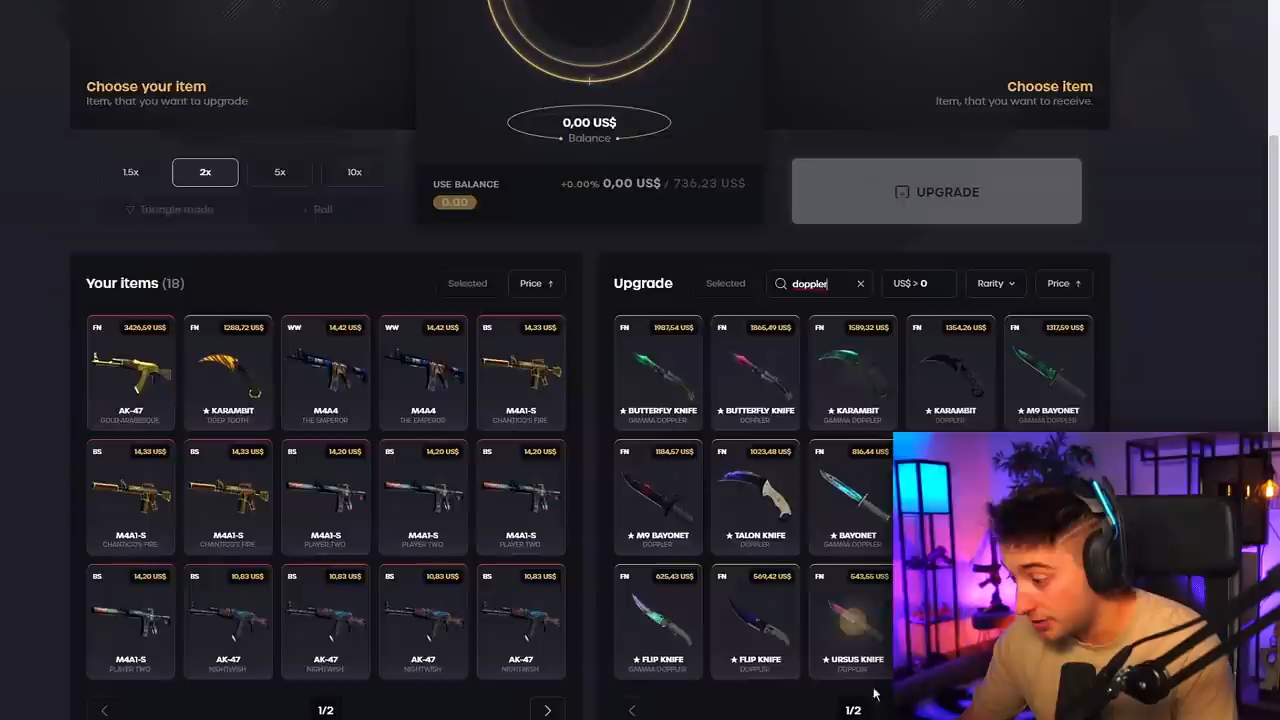 Choose your item
Item, that you want to upgrade
Choose item
Item, that you want to receive.
0,00 US$
Balance
1.5x
2x
5x
10x
Triangle mode
Roll
USE BALANCE
0.00
+0.00% 0,00 US$ / 736,23 US$
UPGRADE
Your items (18)
Selected
Price ↑
Upgrade
Selected
doppler
US$ > 0
Rarity
Price ↑
FN 3426,59 US$
AK-47
GOLD ARABESQUE
FN 1288,72 US$
★ KARAMBIT
TIGER TOOTH
WW 14,42 US$
M4A4
THE EMPEROR
WW 14,42 US$
M4A4
THE EMPEROR
BS 14,33 US$
M4A1-S
CHANTICO'S FIRE
FN 1987,54 US$
★ BUTTERFLY KNIFE
GAMMA DOPPLER
FN 1865,49 US$
★ BUTTERFLY KNIFE
DOPPLER
FN 1589,32 US$
★ KARAMBIT
GAMMA DOPPLER
FN 1354,26 US$
★ KARAMBIT
DOPPLER
FN 1317,59 US$
★ M9 BAYONET
GAMMA DOPPLER
BS 14,33 US$
M4A1-S
CHANTICO'S FIRE
BS 14,33 US$
M4A1-S
CHANTICO'S FIRE
BS 14,20 US$
M4A1-S
PLAYER TWO
BS 14,20 US$
M4A1-S
PLAYER TWO
BS 14,20 US$
M4A1-S
PLAYER TWO
FN 1184,57 US$
★ M9 BAYONET
DOPPLER
FN 1023,48 US$
★ TALON KNIFE
DOPPLER
FN 816,44 US$
★ BAYONET
GAMMA DOPPLER
BS 14,20 US$
M4A1-S
PLAYER TWO
BS 10,83 US$
AK-47
NIGHTWISH
BS 10,83 US$
AK-47
NIGHTWISH
BS 10,83 US$
AK-47
NIGHTWISH
BS 10,83 US$
AK-47
NIGHTWISH
FN 625,43 US$
★ FLIP KNIFE
GAMMA DOPPLER
FN 569,42 US$
★ FLIP KNIFE
DOPPLER
FN 543,55 US$
★ URSUS KNIFE
DOPPLER
1/2
1/2